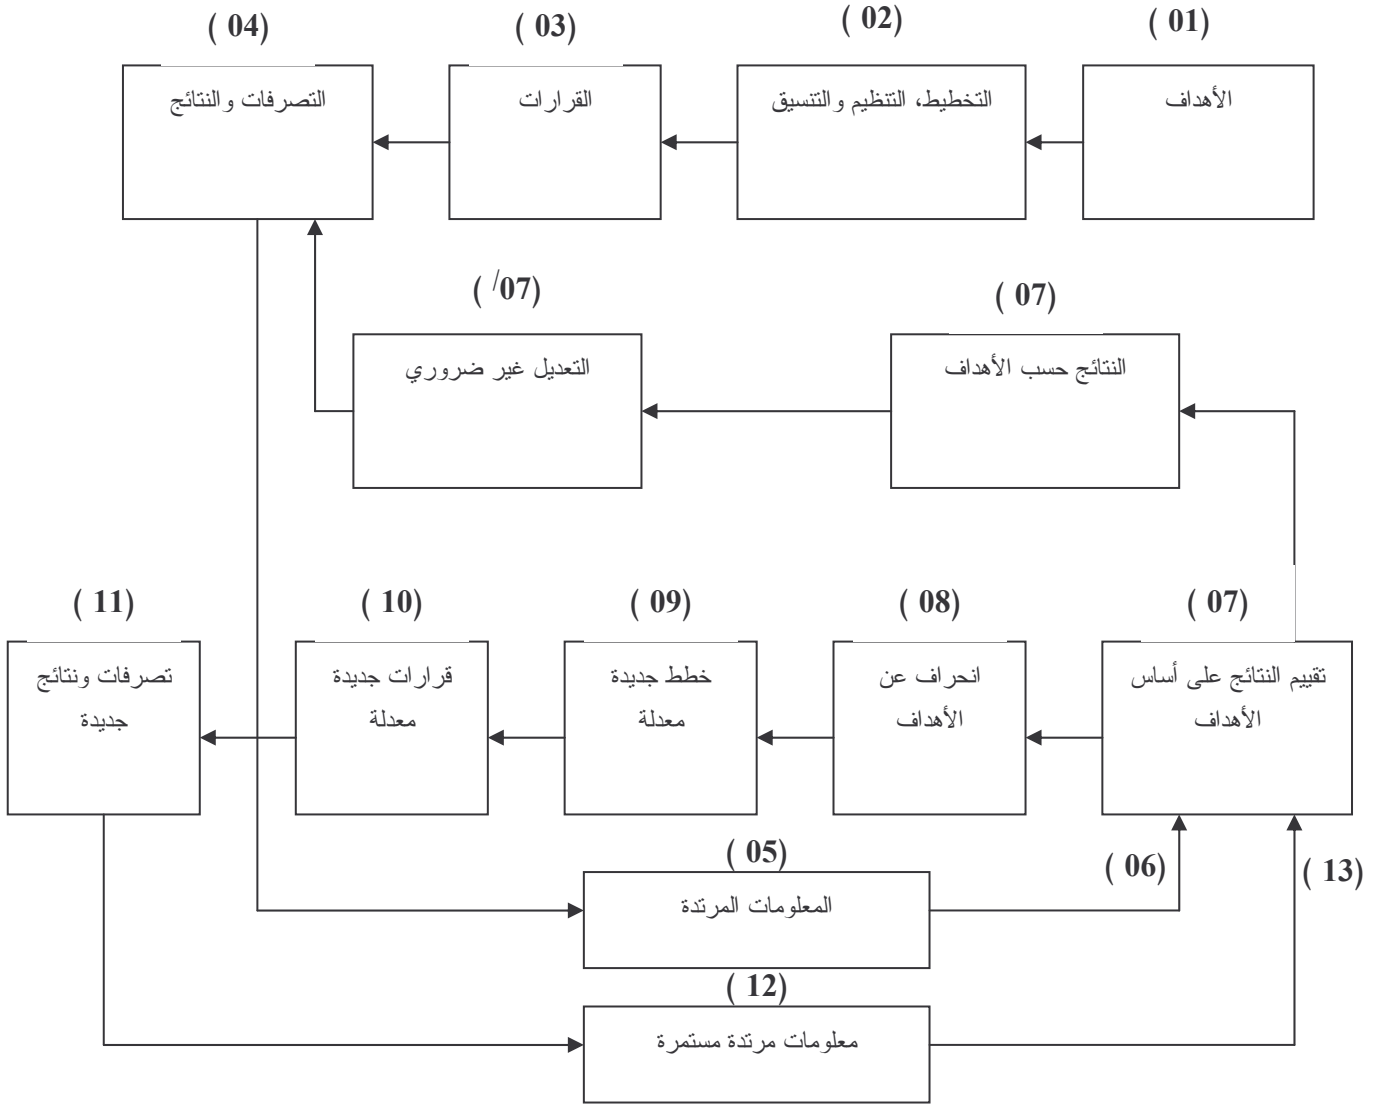 (01 )
(02 )
(03 )
(04 )
الأهداف
التخطيط، التنظيم والتنسيق
القرارات
التصرفات والنتائج
(07 )
(07/ )
النتائج حسب الأهداف
التعديل غير ضروري
(07 )
(08 )
(09 )
(10 )
(11 )
تقييم النتائج على أساس
الأهداف
انحراف عن
الأهداف
خطط جديدة
معدلة
قرارات جديدة
معدلة
تصرفات ونتائج
جديدة
(13 )
(06 )
(05 )
المعلومات المرتدة
(12 )
معلومات مرتدة مستمرة